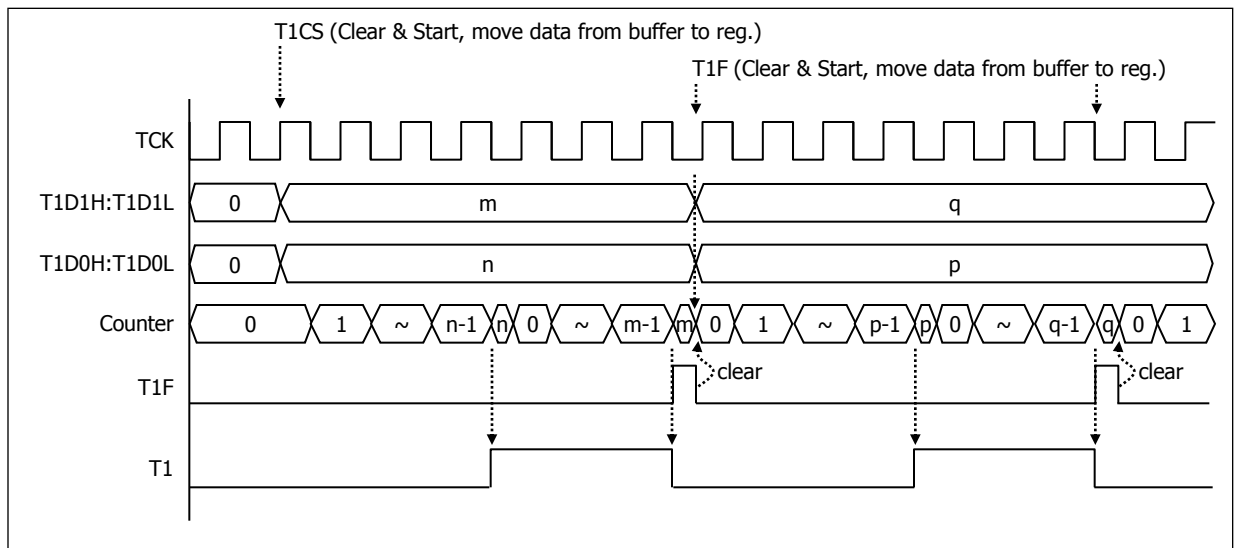 T1CS (Clear & Start, move data from buffer to reg.)
T1F (Clear & Start, move data from buffer to reg.)
TCK
T1D1H:T1D1L 0 m q
T1D0H:T1D0L 0 n p
Counter 0 1 ~ n-1 n 0 ~ m-1 m 0 1 ~ p-1 p 0 ~ q-1 q 0 1
clear clear
T1F
T1